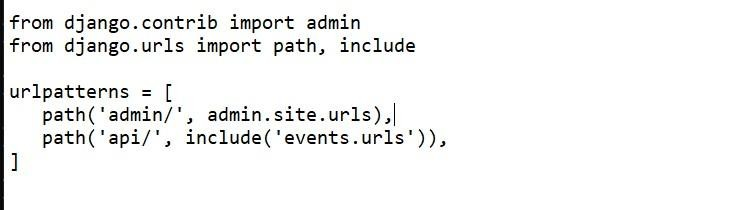 from django.contrib import admin
from django.urls import path, include

urlpatterns = [
   path('admin/', admin.site.urls),
   path('api/', include('events.urls')),
]